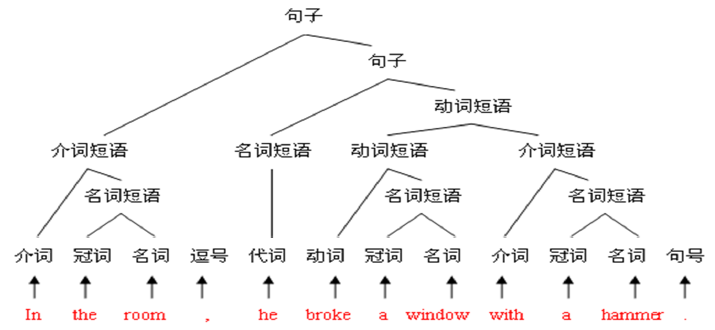 句子
句子
动词短语
介词短语 名词短语 动词短语 介词短语
名词短语 名词短语 名词短语
介词 冠词 名词 逗号 代词 动词 冠词 名词 介词 冠词 名词 句号
In the room , he broke a window with a hammer .